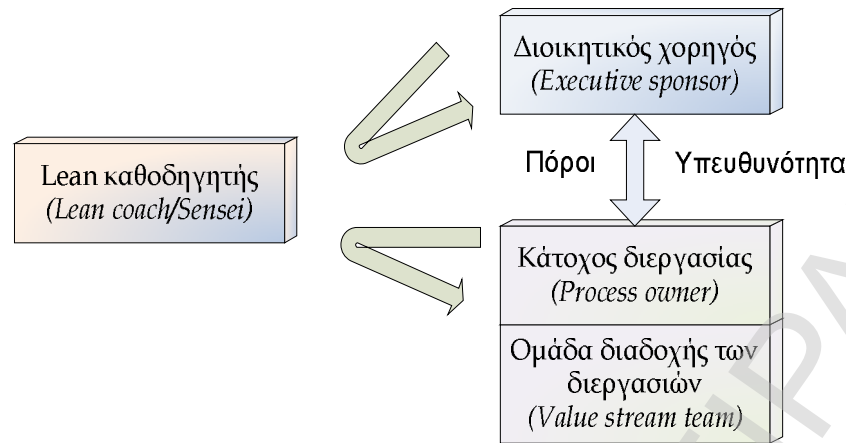 Διοικητικός χορηγός
(Executive sponsor)
Lean καθοδηγητής
(Lean coach/Sensei)
Πόροι Υπευθυνότητα
Κάτοχος διεργασίας
(Process owner)
Ομάδα διαδοχής των
διεργασιών
(Value stream team)